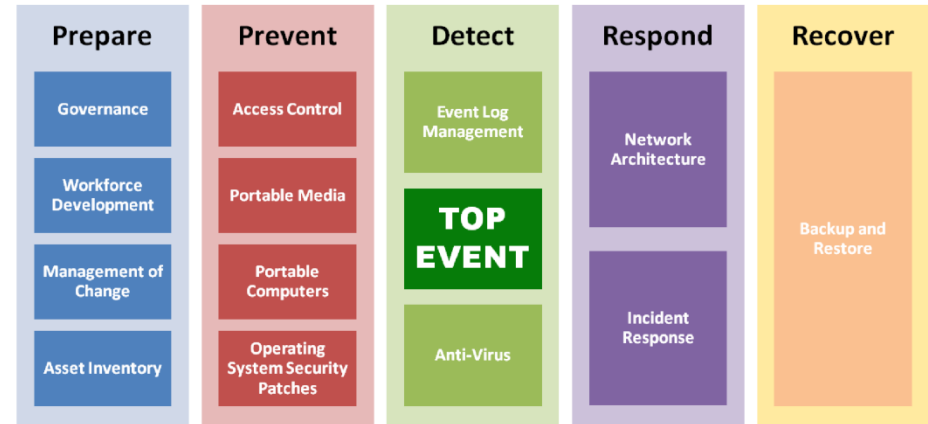 Prepare
Governance
Workforce
Development
Management of
Change
Asset Inventory
Prevent
Access Control
Portable Media
Portable
Computers
Operating
System Security
Patches
Detect
Event Log
Management
TOP
EVENT
Anti-Virus
Respond
Network
Architecture
Incident
Response
Recover
Backup and
Restore